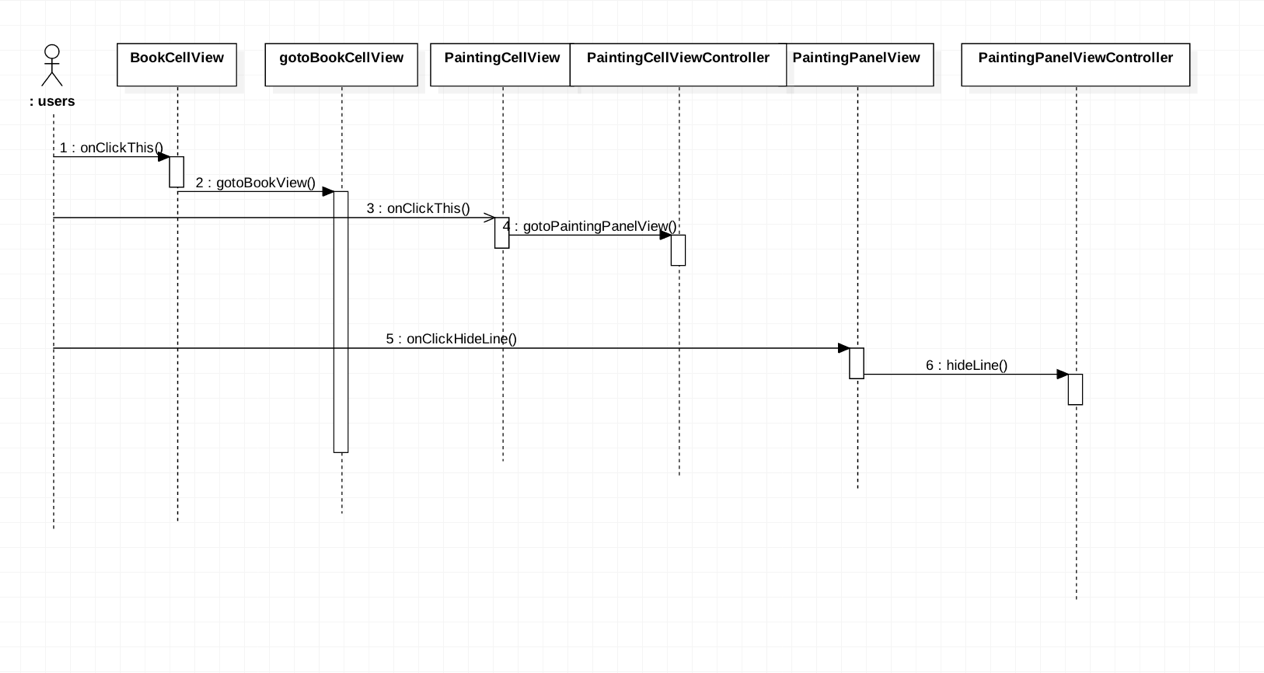 BookCellView
gotoBookCellView
PaintingCellView
PaintingCellViewController
PaintingPanelView
PaintingPanelViewController
: users
1 : onClickThis()
2 : gotoBookView()
3 : onClickThis()
4 : gotoPaintingPanelView()
5 : onClickHideLine()
6 : hideLine()